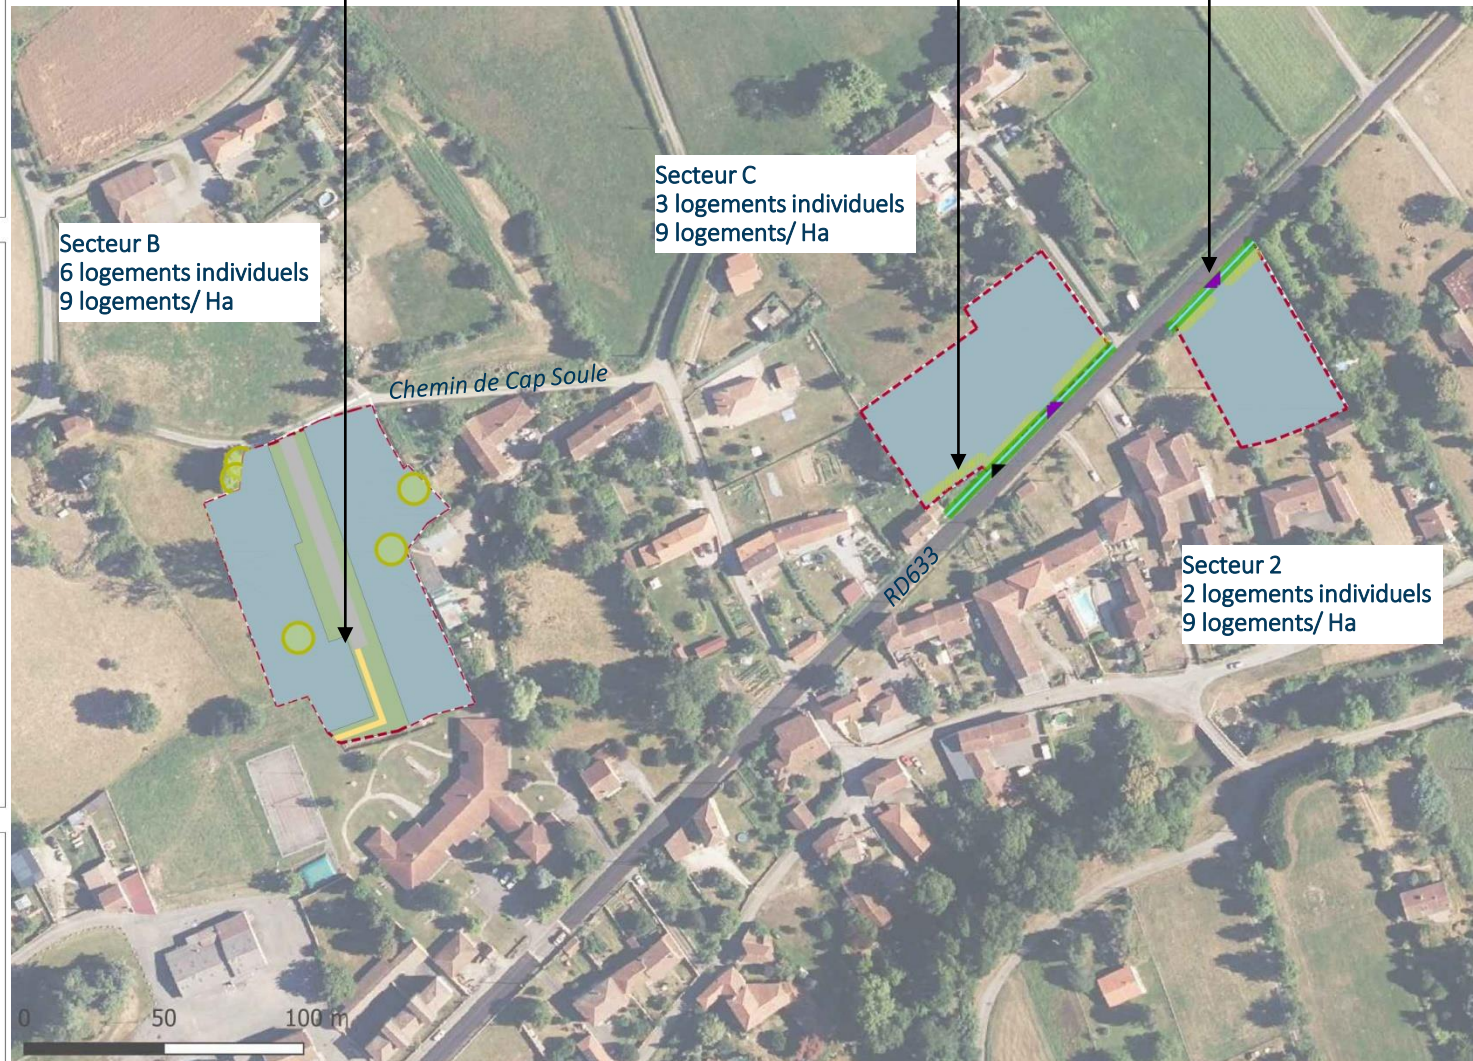 Secteur C
3 logements individuels
9 logements/ Ha
Secteur B
6 logements individuels
9 logements/ Ha
Chemin de Cap Soule
RD633
Secteur 2
2 logements individuels
9 logements/ Ha
0 50 100 m